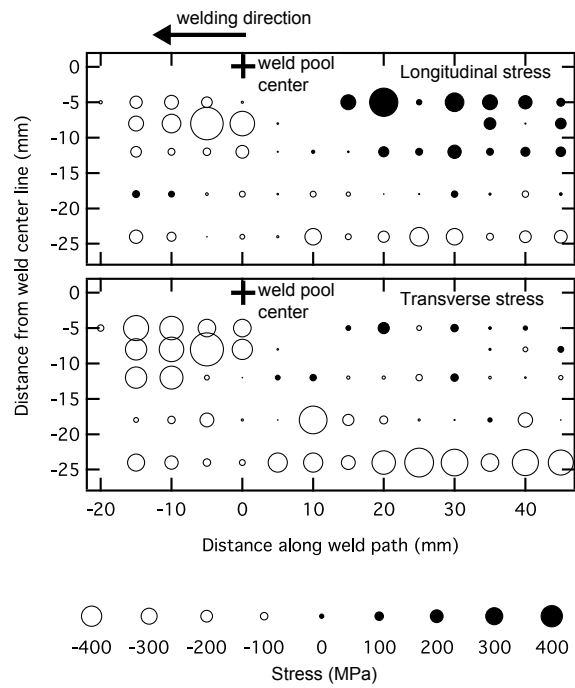 welding direction
0
weld pool
center
Longitudinal stress
-5
-10
-15
-20
-25
0
weld pool
center
Transverse stress
-5
-10
-15
-20
-25
Distance from weld center line (mm)
-20 -10 0 10 20 30 40
Distance along weld path (mm)
-400 -300 -200 -100 0 100 200 300 400
Stress (MPa)